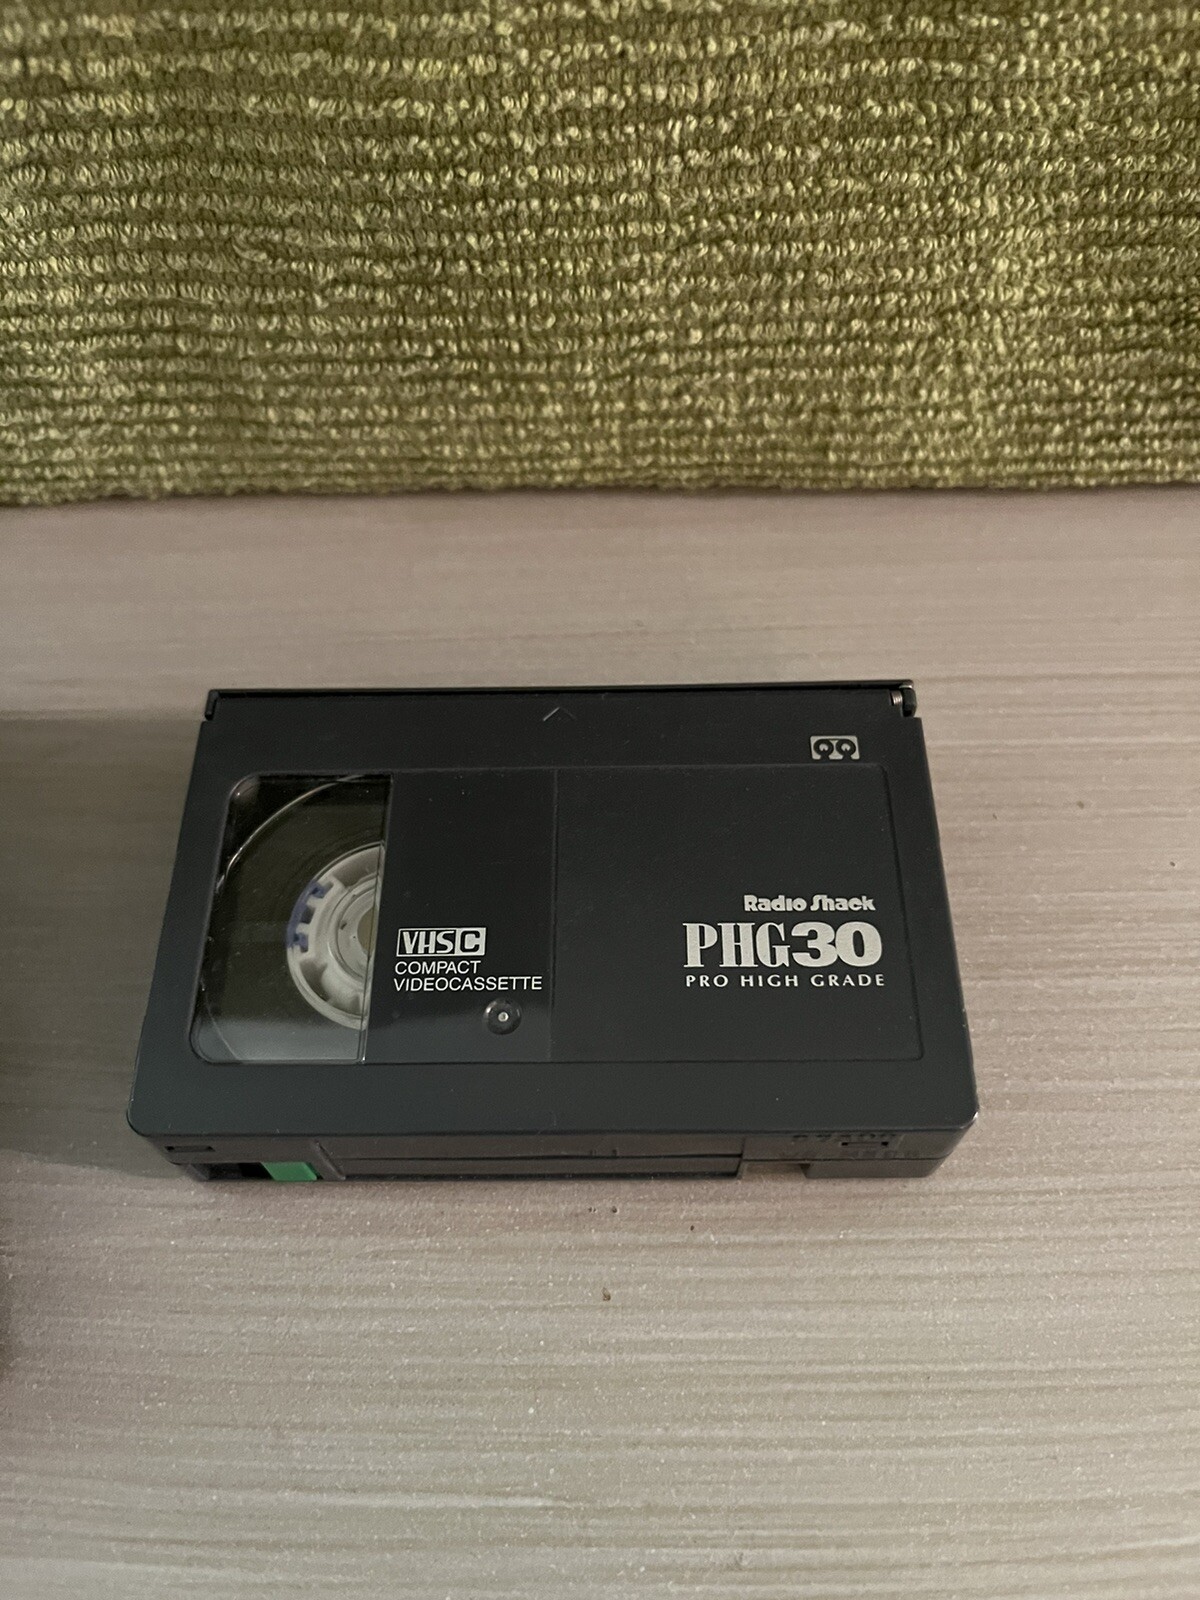 VHS C
COMPACT
VIDEOCASSETTE
Radio Shack
PHG30
PRO HIGH GRADE